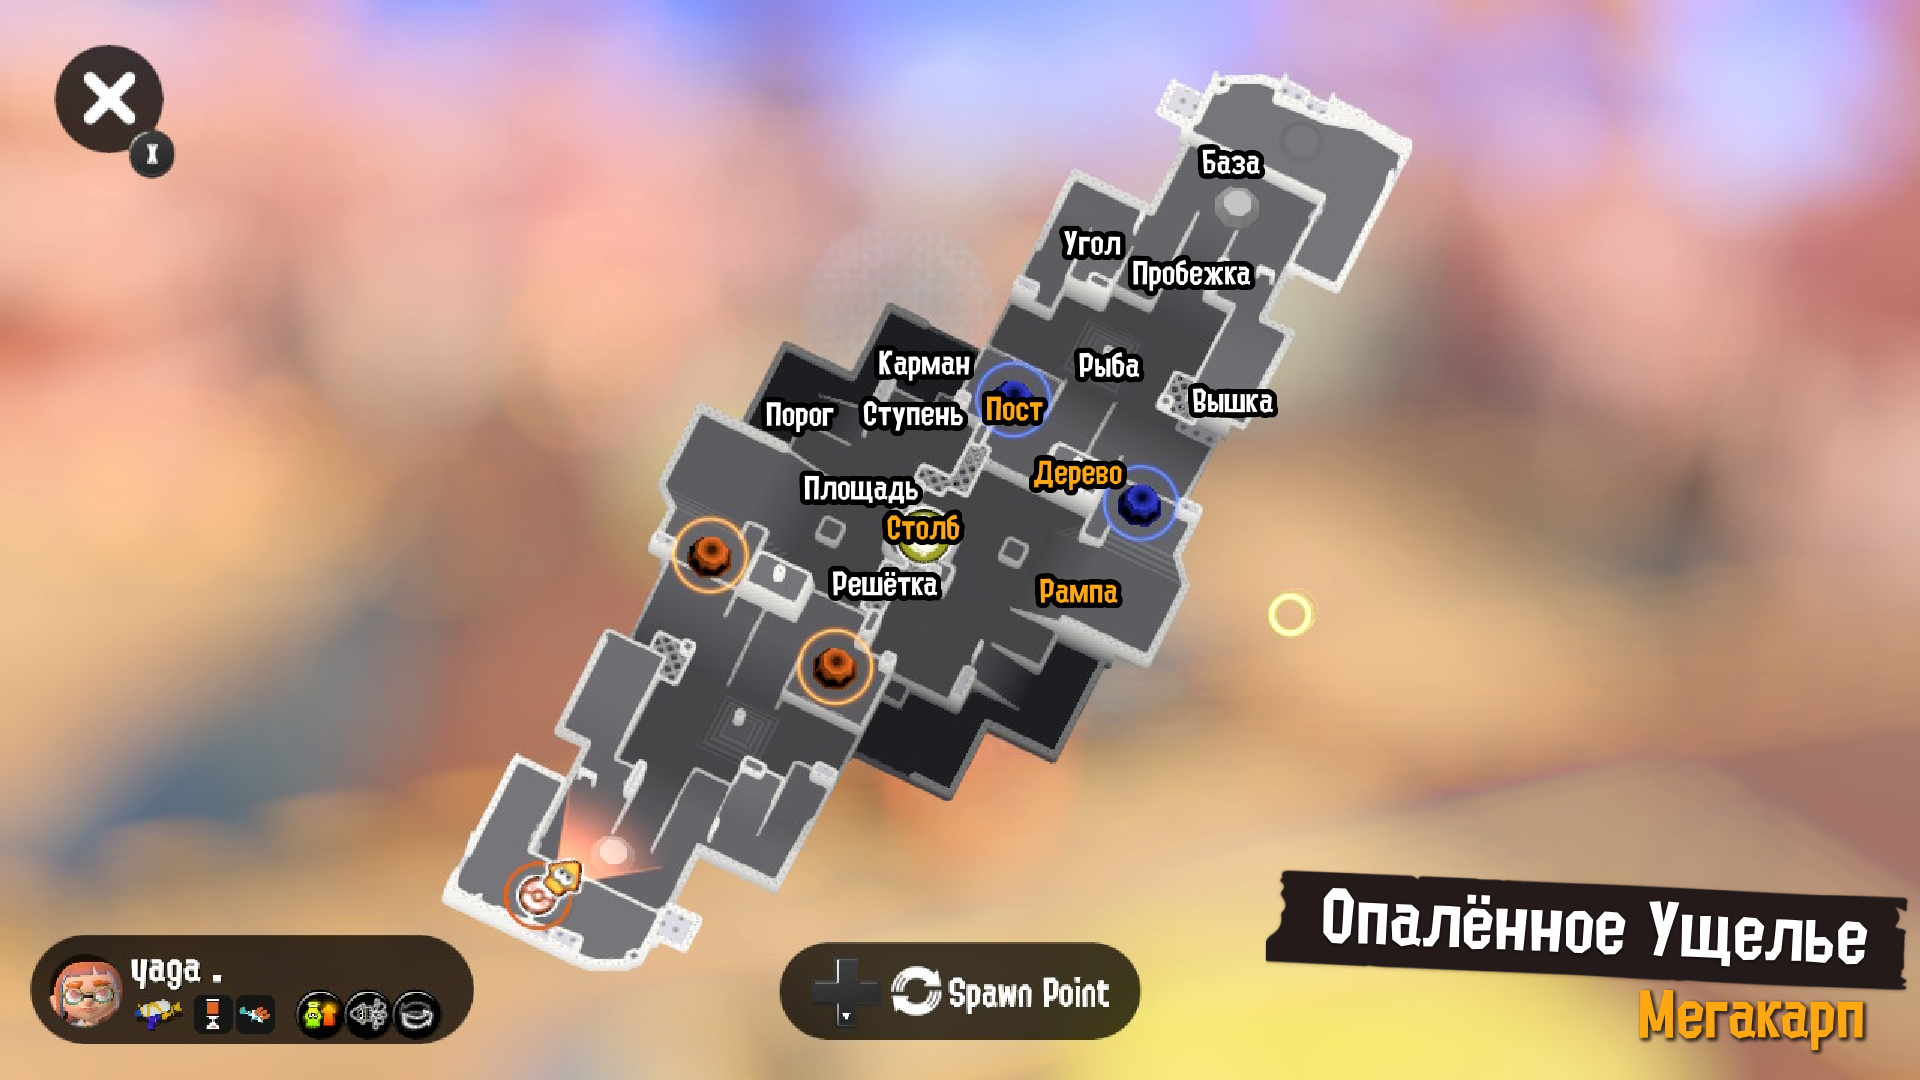 База
Угол
Пробежка
Карман
Рыба
Порог
Ступень
Пост
Вышка
Дерево
Площадь
Столб
Решётка
Рампа
Опалённое Ущелье
Мегакарп
yaga .
Spawn Point